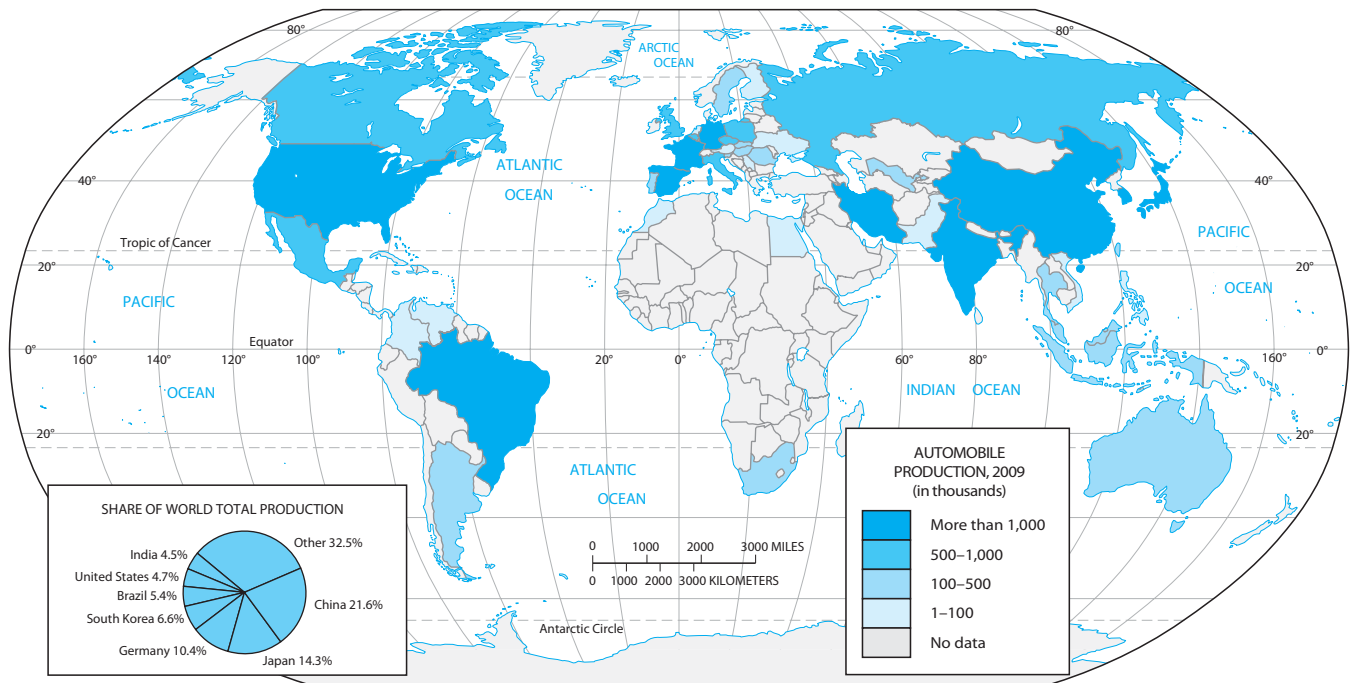 80°
80°
ARCTIC
OCEAN
ATLANTIC
OCEAN
40°
40°
PACIFIC
OCEAN
Tropic of Cancer
20°
20°
PACIFIC
OCEAN
Equator
0°
160°
140°
120°
100°
20°
0°
60°
80°
160°
0°
INDIAN OCEAN
20°
20°
ATLANTIC
OCEAN
0 1000 2000 3000 MILES
0 1000 2000 3000 KILOMETERS
Antarctic Circle
SHARE OF WORLD TOTAL PRODUCTION
Other 32.5%
India 4.5%
United States 4.7%
Brazil 5.4%
South Korea 6.6%
Germany 10.4%
Japan 14.3%
China 21.6%
AUTOMOBILE
PRODUCTION, 2009
(in thousands)
More than 1,000
500–1,000
100–500
1–100
No data